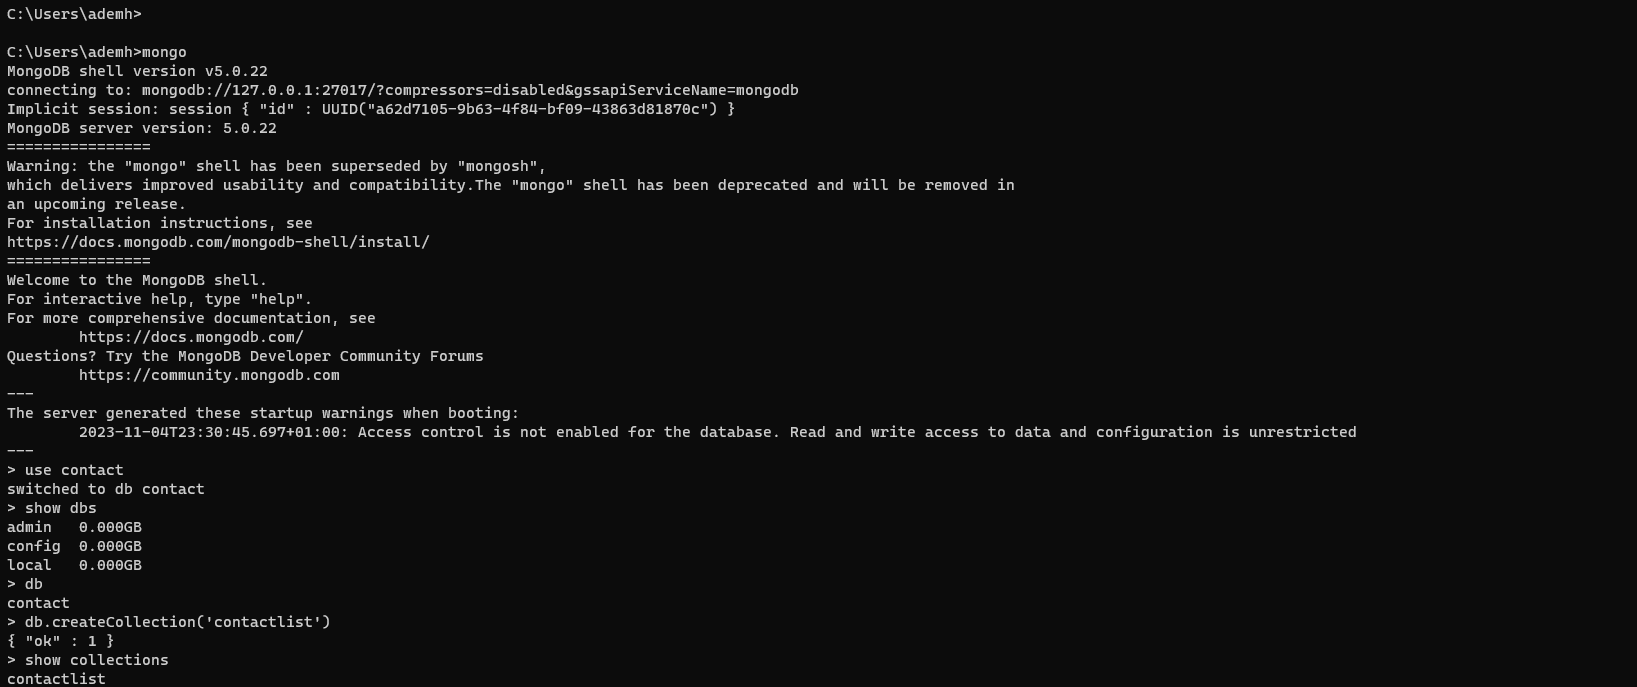 C:\Users\ademh>
C:\Users\ademh>mongo
MongoDB shell version v5.0.22
connecting to: mongodb://127.0.0.1:27017/?compressors=disabled&gssapiServiceName=mongodb
Implicit session: session { "id" : UUID("a62d7105-9b63-4f84-bf09-43863d81870c") }
MongoDB server version: 5.0.22
================
Warning: the "mongo" shell has been superseded by "mongosh",
which delivers improved usability and compatibility.The "mongo" shell has been deprecated and will be removed in
an upcoming release.
For installation instructions, see
https://docs.mongodb.com/mongodb-shell/install/
================
Welcome to the MongoDB shell.
For interactive help, type "help".
For more comprehensive documentation, see
https://docs.mongodb.com/
Questions? Try the MongoDB Developer Community Forums
https://community.mongodb.com
---
The server generated these startup warnings when booting:
2023-11-04T23:30:45.697+01:00: Access control is not enabled for the database. Read and write access to data and configuration is unrestricted
---
> use contact
switched to db contact
> show dbs
admin   0.000GB
config  0.000GB
local   0.000GB
> db
contact
> db.createCollection('contactlist')
{ "ok" : 1 }
> show collections
contactlist